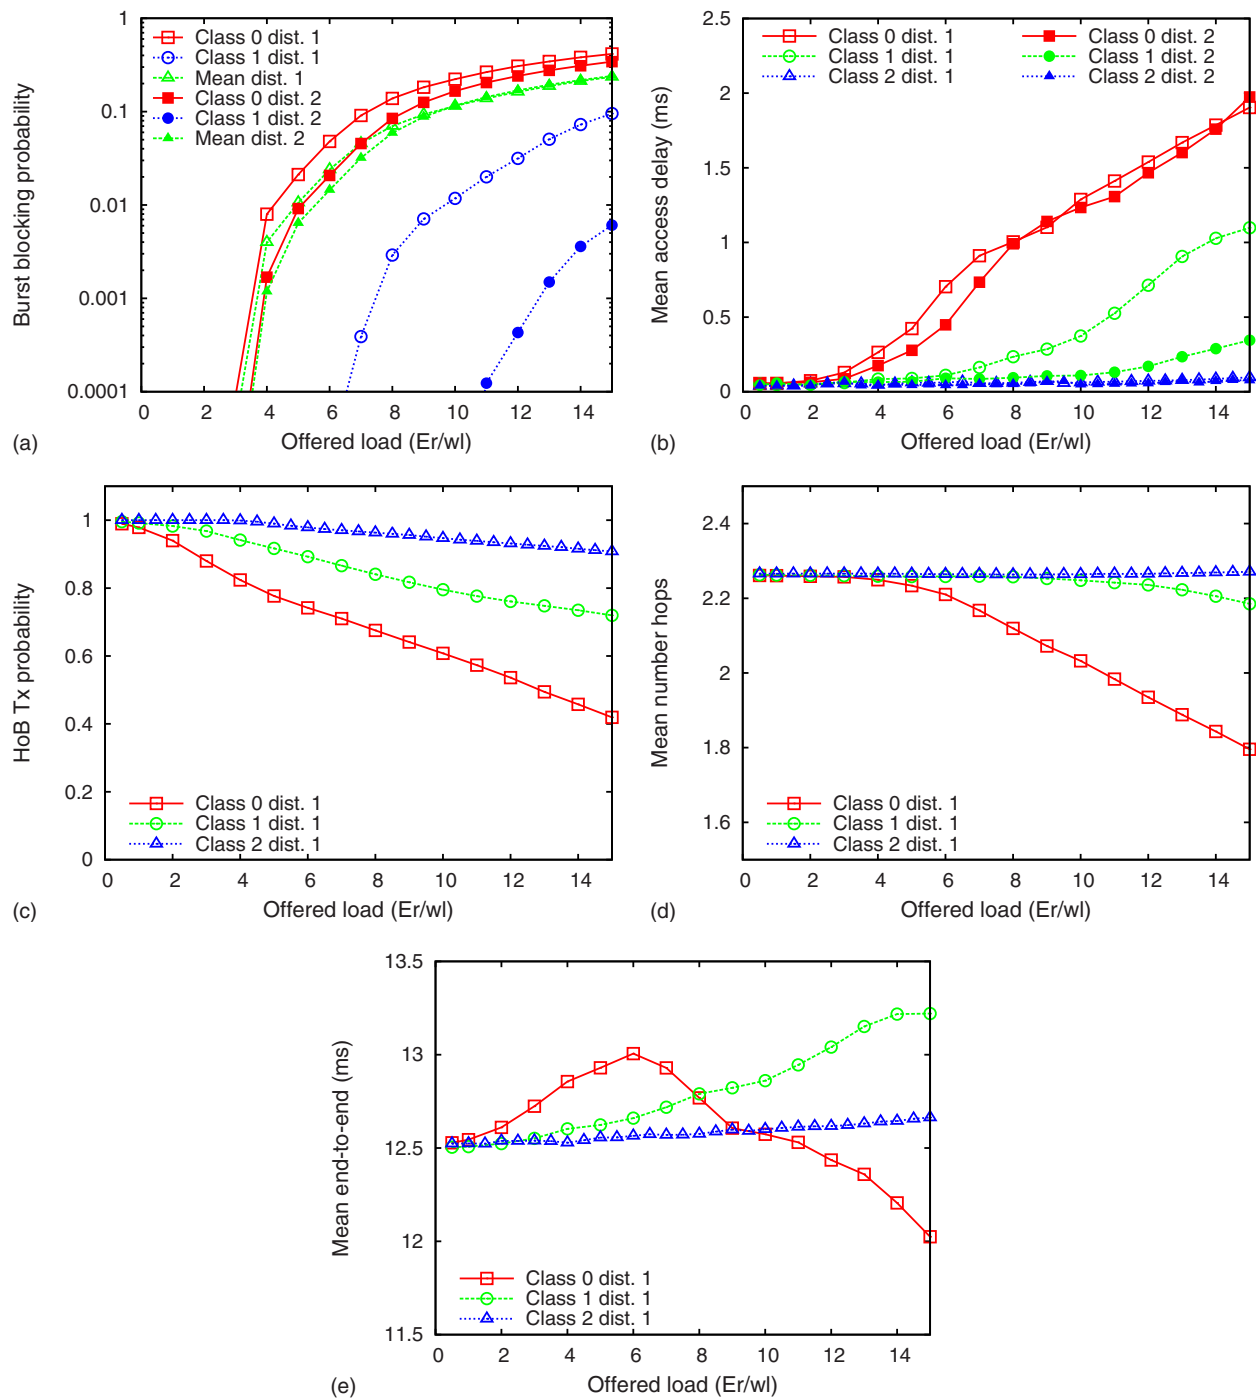 1
0.1
0.01
0.001
0.0001
Burst blocking probability
Class 0 dist. 1
Class 1 dist. 1
Mean dist. 1
Class 0 dist. 2
Class 1 dist. 2
Mean dist. 2
0 2 4 6 8 10 12 14
Offered load (Er/wl)
(a)
2.5
2
1.5
1
0.5
0
Mean access delay (ms)
Class 0 dist. 1
Class 1 dist. 1
Class 2 dist. 1
Class 0 dist. 2
Class 1 dist. 2
Class 2 dist. 2
0 2 4 6 8 10 12 14
Offered load (Er/wl)
(b)
1
0.8
0.6
0.4
0.2
0
HoB Tx probability
Class 0 dist. 1
Class 1 dist. 1
Class 2 dist. 1
0 2 4 6 8 10 12 14
Offered load (Er/wl)
(c)
2.4
2.2
2
1.8
1.6
Mean number hops
Class 0 dist. 1
Class 1 dist. 1
Class 2 dist. 1
0 2 4 6 8 10 12 14
Offered load (Er/wl)
(d)
13.5
13
12.5
12
11.5
Mean end-to-end (ms)
Class 0 dist. 1
Class 1 dist. 1
Class 2 dist. 1
0 2 4 6 8 10 12 14
Offered load (Er/wl)
(e)